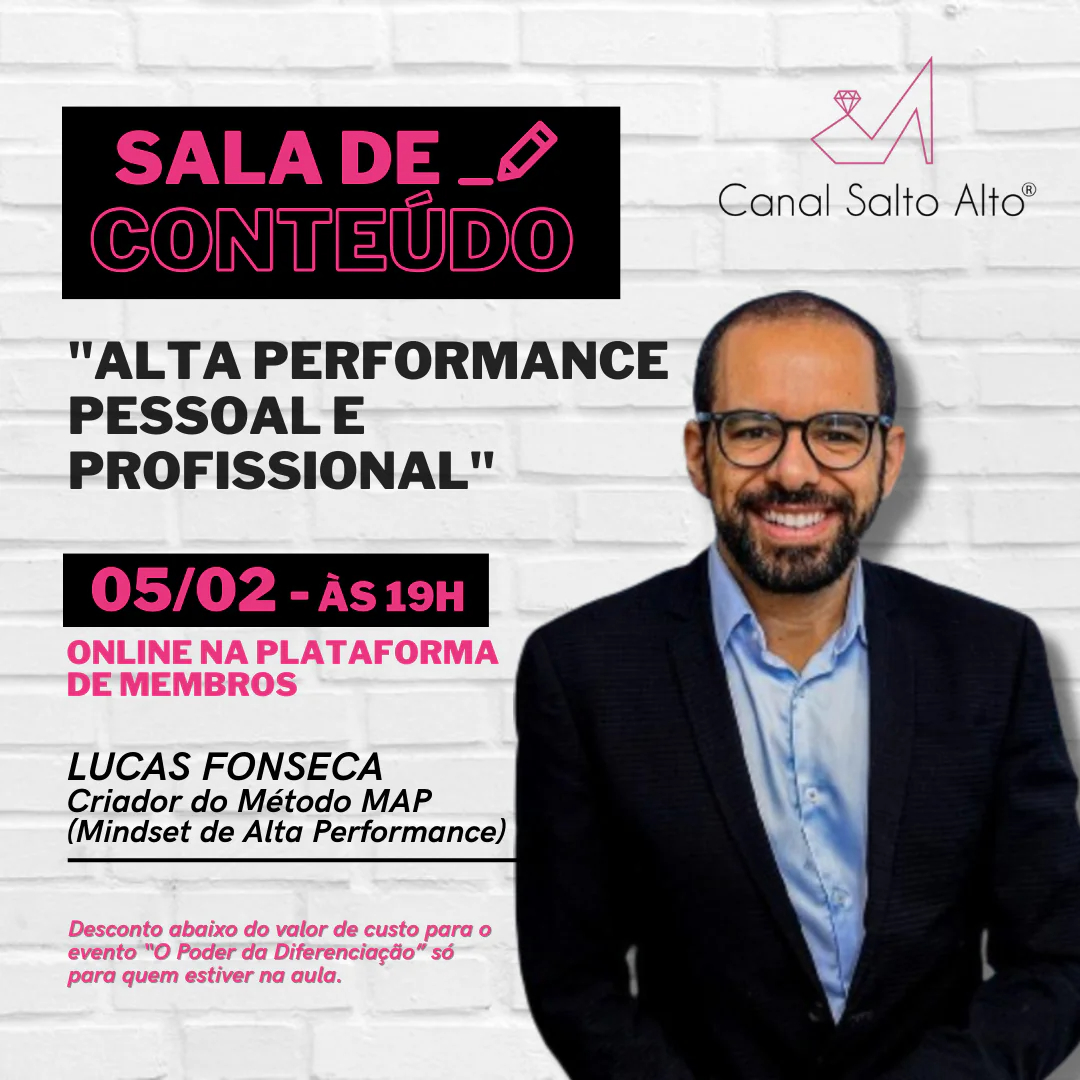 SALA DE _
CONTEÚDO
Canal Salto Alto®
"ALTA PERFORMANCE
PESSOAL E
PROFISSIONAL"
05/02 - ÀS 19H
ONLINE NA PLATAFORMA
DE MEMBROS
LUCAS FONSECA
Criador do Método MAP
(Mindset de Alta Performance)
Desconto abaixo do valor de custo para o
evento "O Poder da Diferenciação" só
para quem estiver na aula.